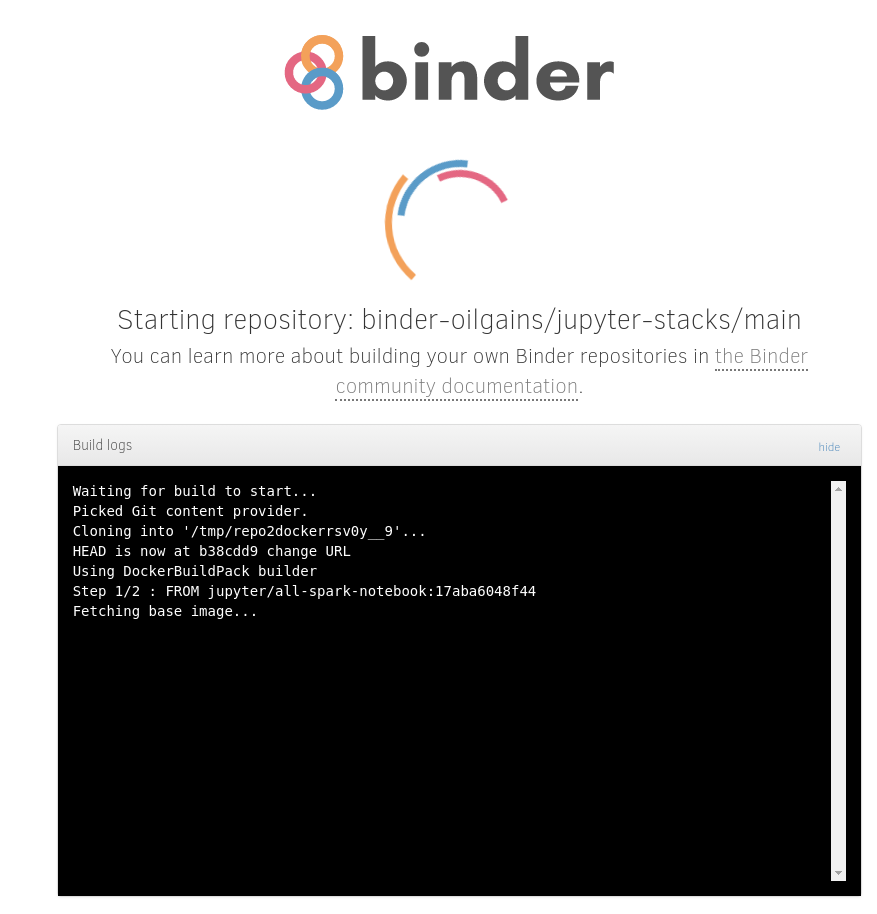 binder
Starting repository: binder-oilgains/jupyter-stacks/main
You can learn more about building your own Binder repositories in the Binder
community documentation.
Build logs
hide
Waiting for build to start...
Picked Git content provider.
Cloning into '/tmp/repo2dockerrsv0y__9'...
HEAD is now at b38cdd9 change URL
Using DockerBuildPack builder
Step 1/2 : FROM jupyter/all-spark-notebook:17aba6048f44
Fetching base image...